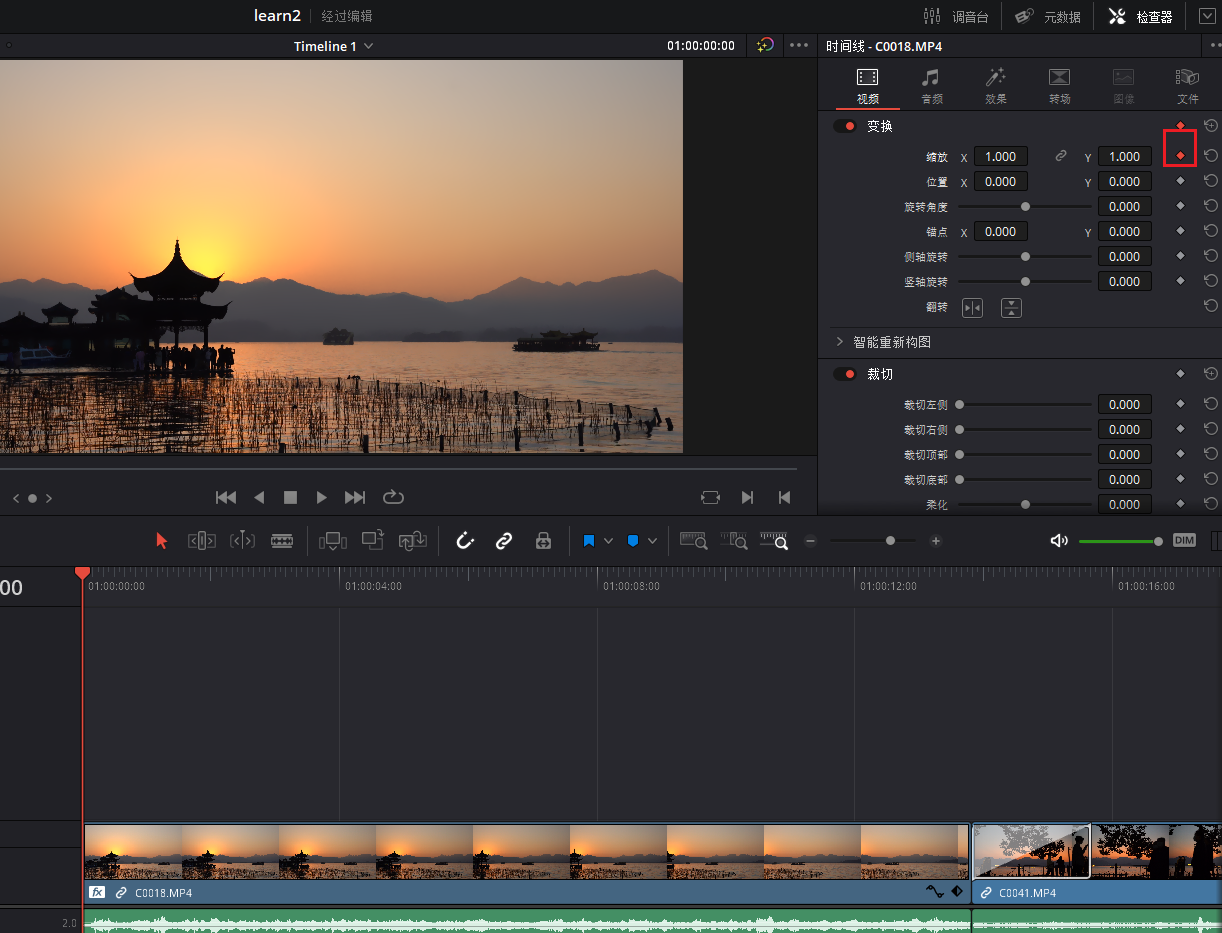 learn2 经过编辑 调音台 元数据 检查器
Timeline 1 01:00:00:00 时间线 - C0018.MP4
视频 音频 效果 转场 图像 文件
变换
缩放 X 1.000 Y 1.000
位置 X 0.000 Y 0.000
旋转角度 0.000
锚点 X 0.000 Y 0.000
侧轴旋转 0.000
竖轴旋转 0.000
翻转
智能重新构图
裁切
裁切左侧 0.000
裁切右侧 0.000
裁切顶部 0.000
裁切底部 0.000
柔化 0.000
DIM
00 01:00:00:00 01:00:04:00 01:00:08:00 01:00:12:00 01:00:16:00
fx C0018.MP4 C0041.MP4
2.0